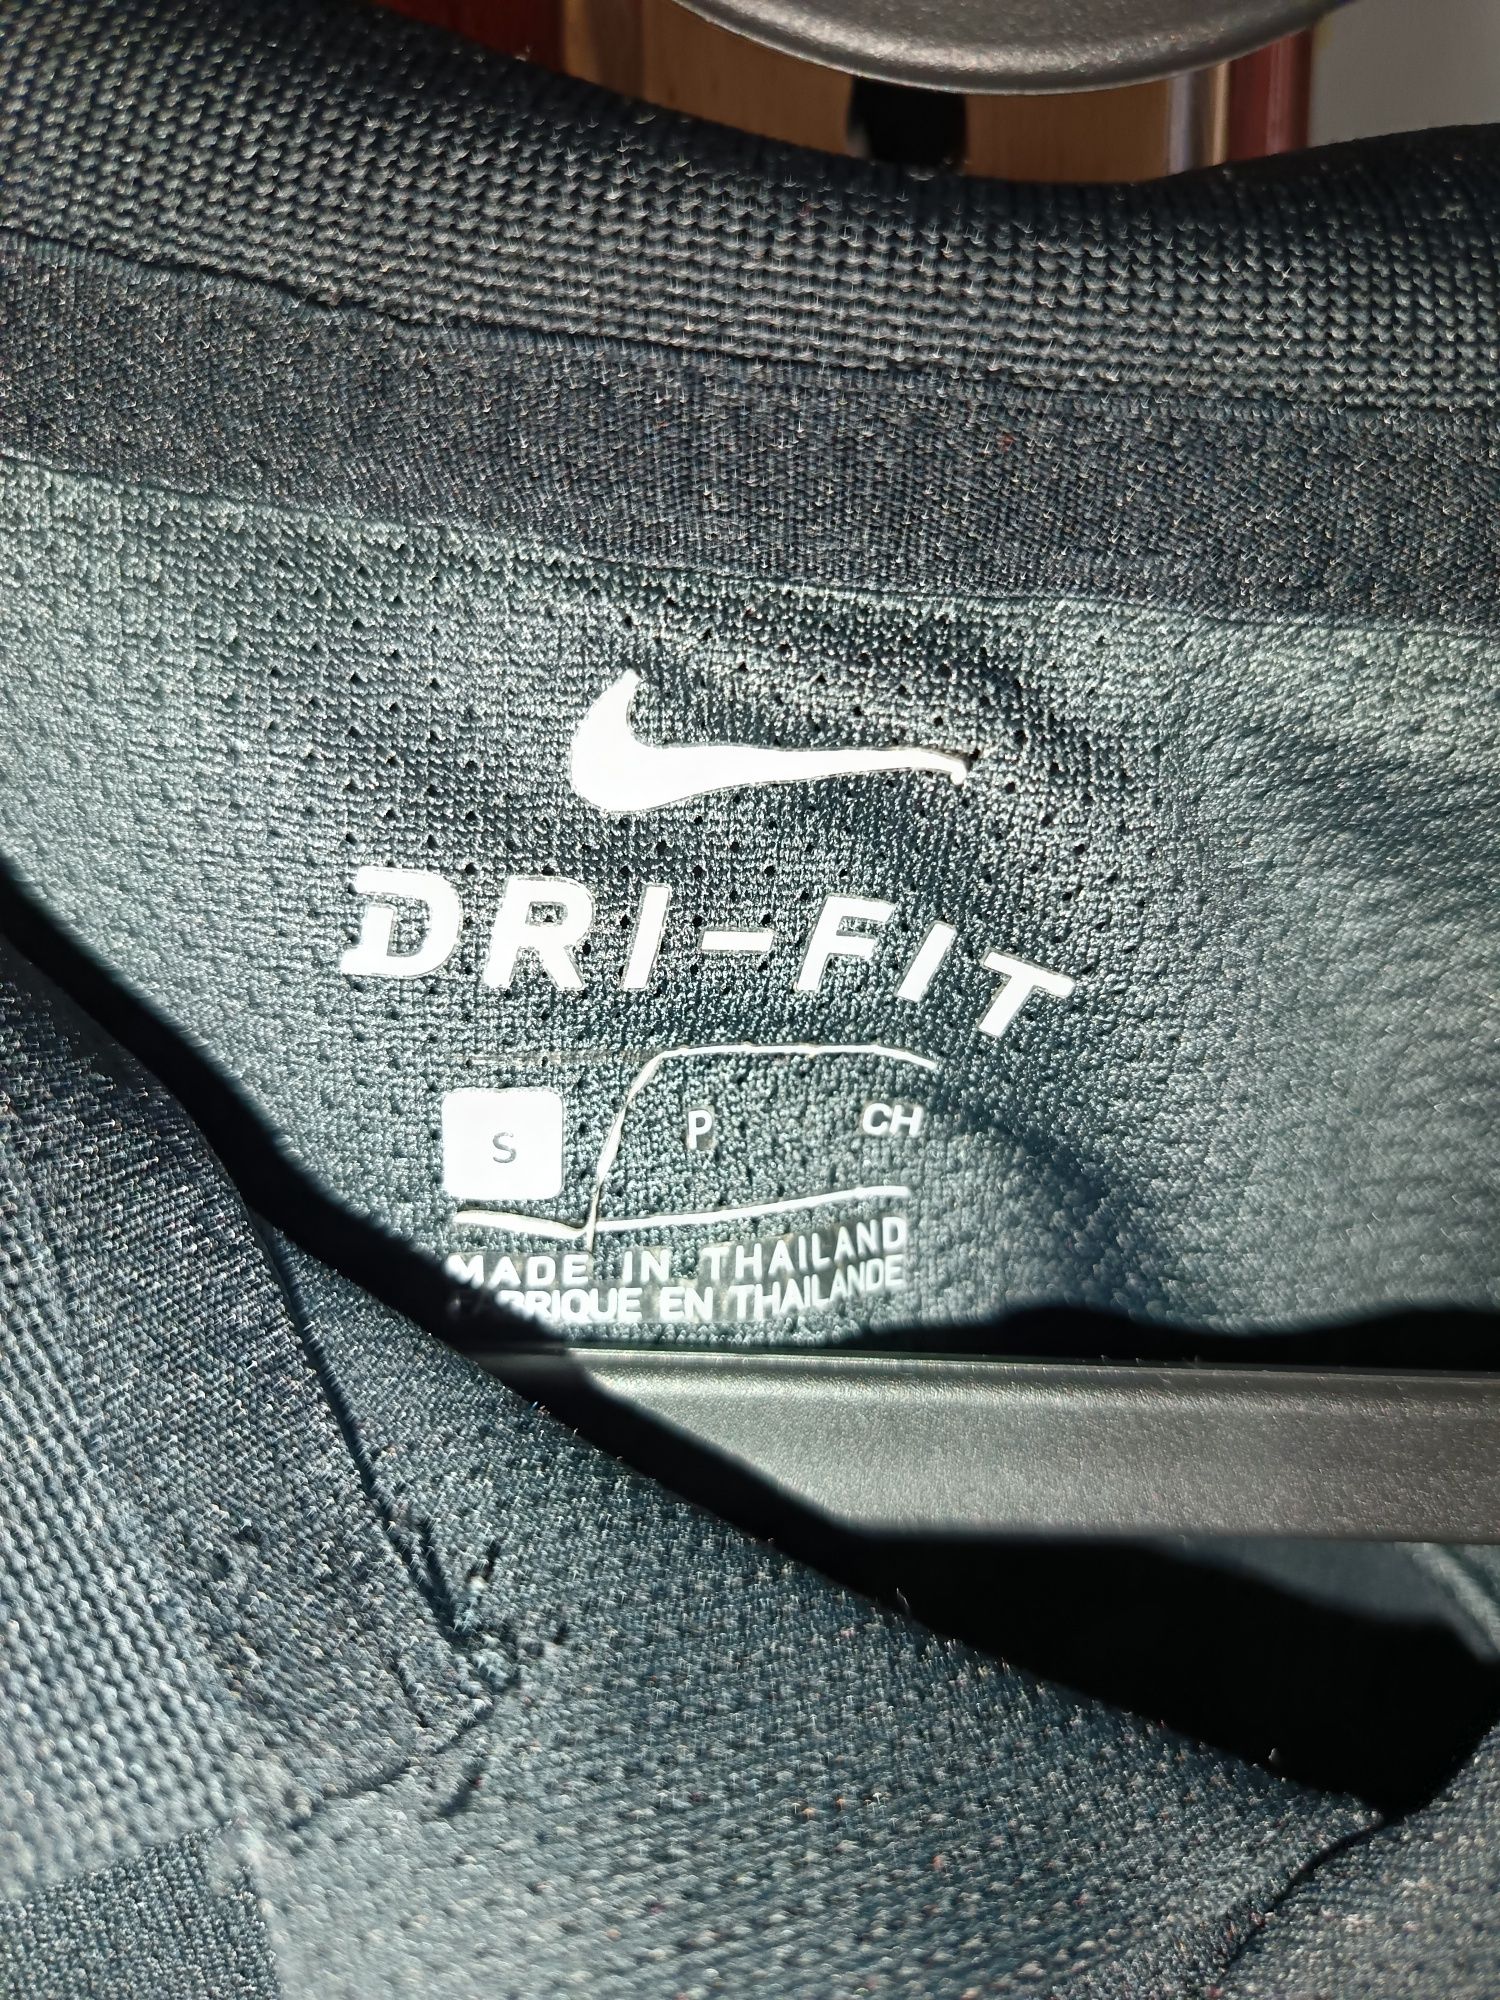 DRI-FIT
S P CH
MADE IN THAILAND
FABRIQUE EN THAILANDE